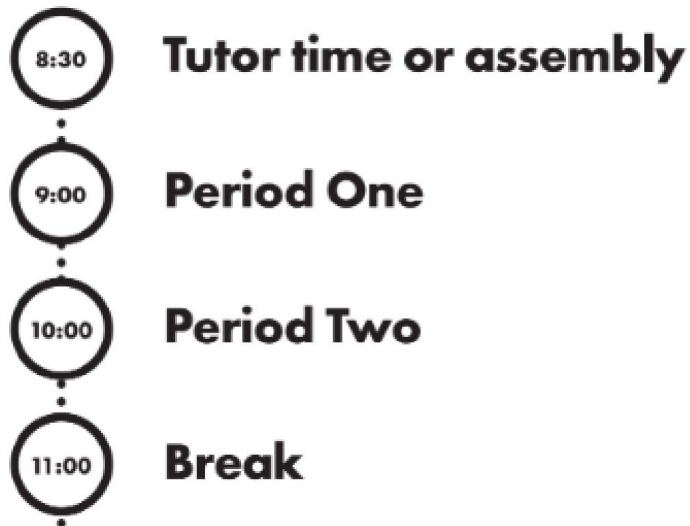 8:30 Tutor time or assembly
9:00 Period One
10:00 Period Two
11:00 Break